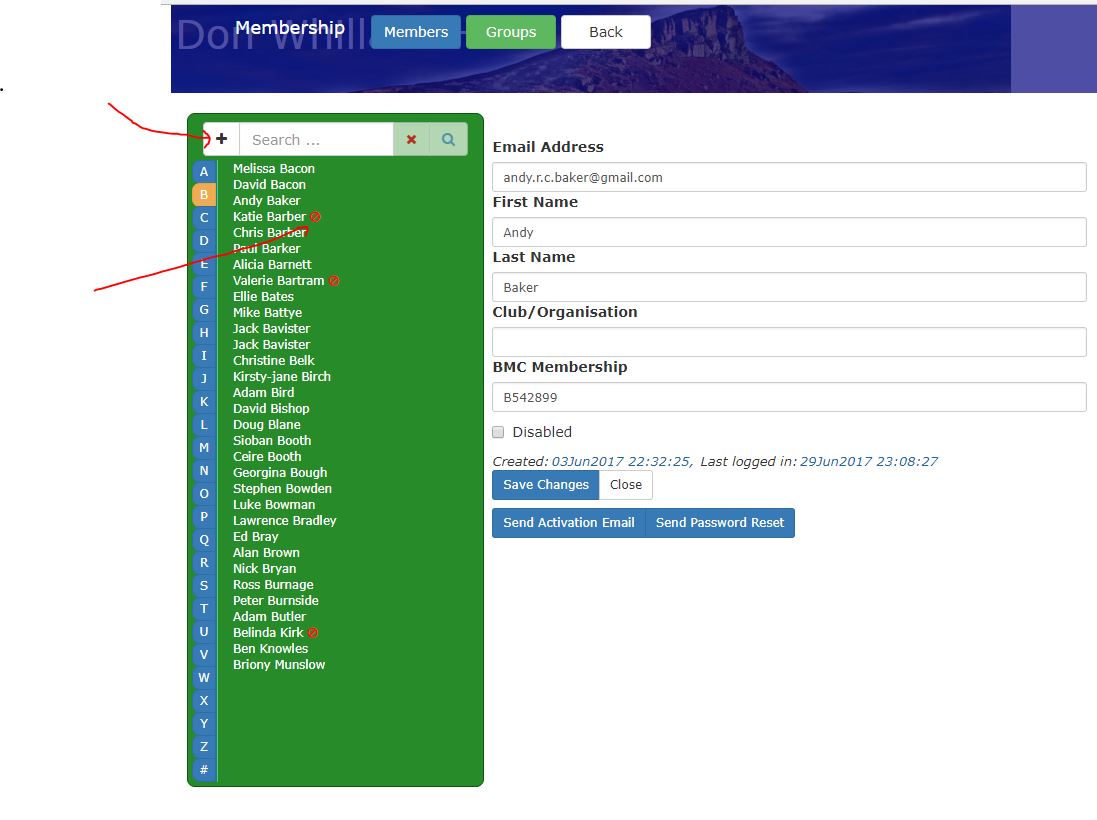 Don Whill
Membership
Members
Groups
Back
.
Search ...
A
B
C
D
E
F
G
H
I
J
K
L
M
N
O
P
Q
R
S
T
U
V
W
X
Y
Z
#
Melissa Bacon
David Bacon
Andy Baker
Katie Barber
Chris Barber
Paul Barker
Alicia Barnett
Valerie Bartram
Ellie Bates
Mike Battye
Jack Bavister
Jack Bavister
Christine Belk
Kirsty-jane Birch
Adam Bird
David Bishop
Doug Blane
Sioban Booth
Ceire Booth
Georgina Bough
Stephen Bowden
Luke Bowman
Lawrence Bradley
Ed Bray
Alan Brown
Nick Bryan
Ross Burnage
Peter Burnside
Adam Butler
Belinda Kirk
Ben Knowles
Briony Munslow
Email Address
andy.r.c.baker@gmail.com
First Name
Andy
Last Name
Baker
Club/Organisation
BMC Membership
B542899
Disabled
Created: 03Jun2017 22:32:25, Last logged in: 29Jun2017 23:08:27
Save Changes
Close
Send Activation Email
Send Password Reset